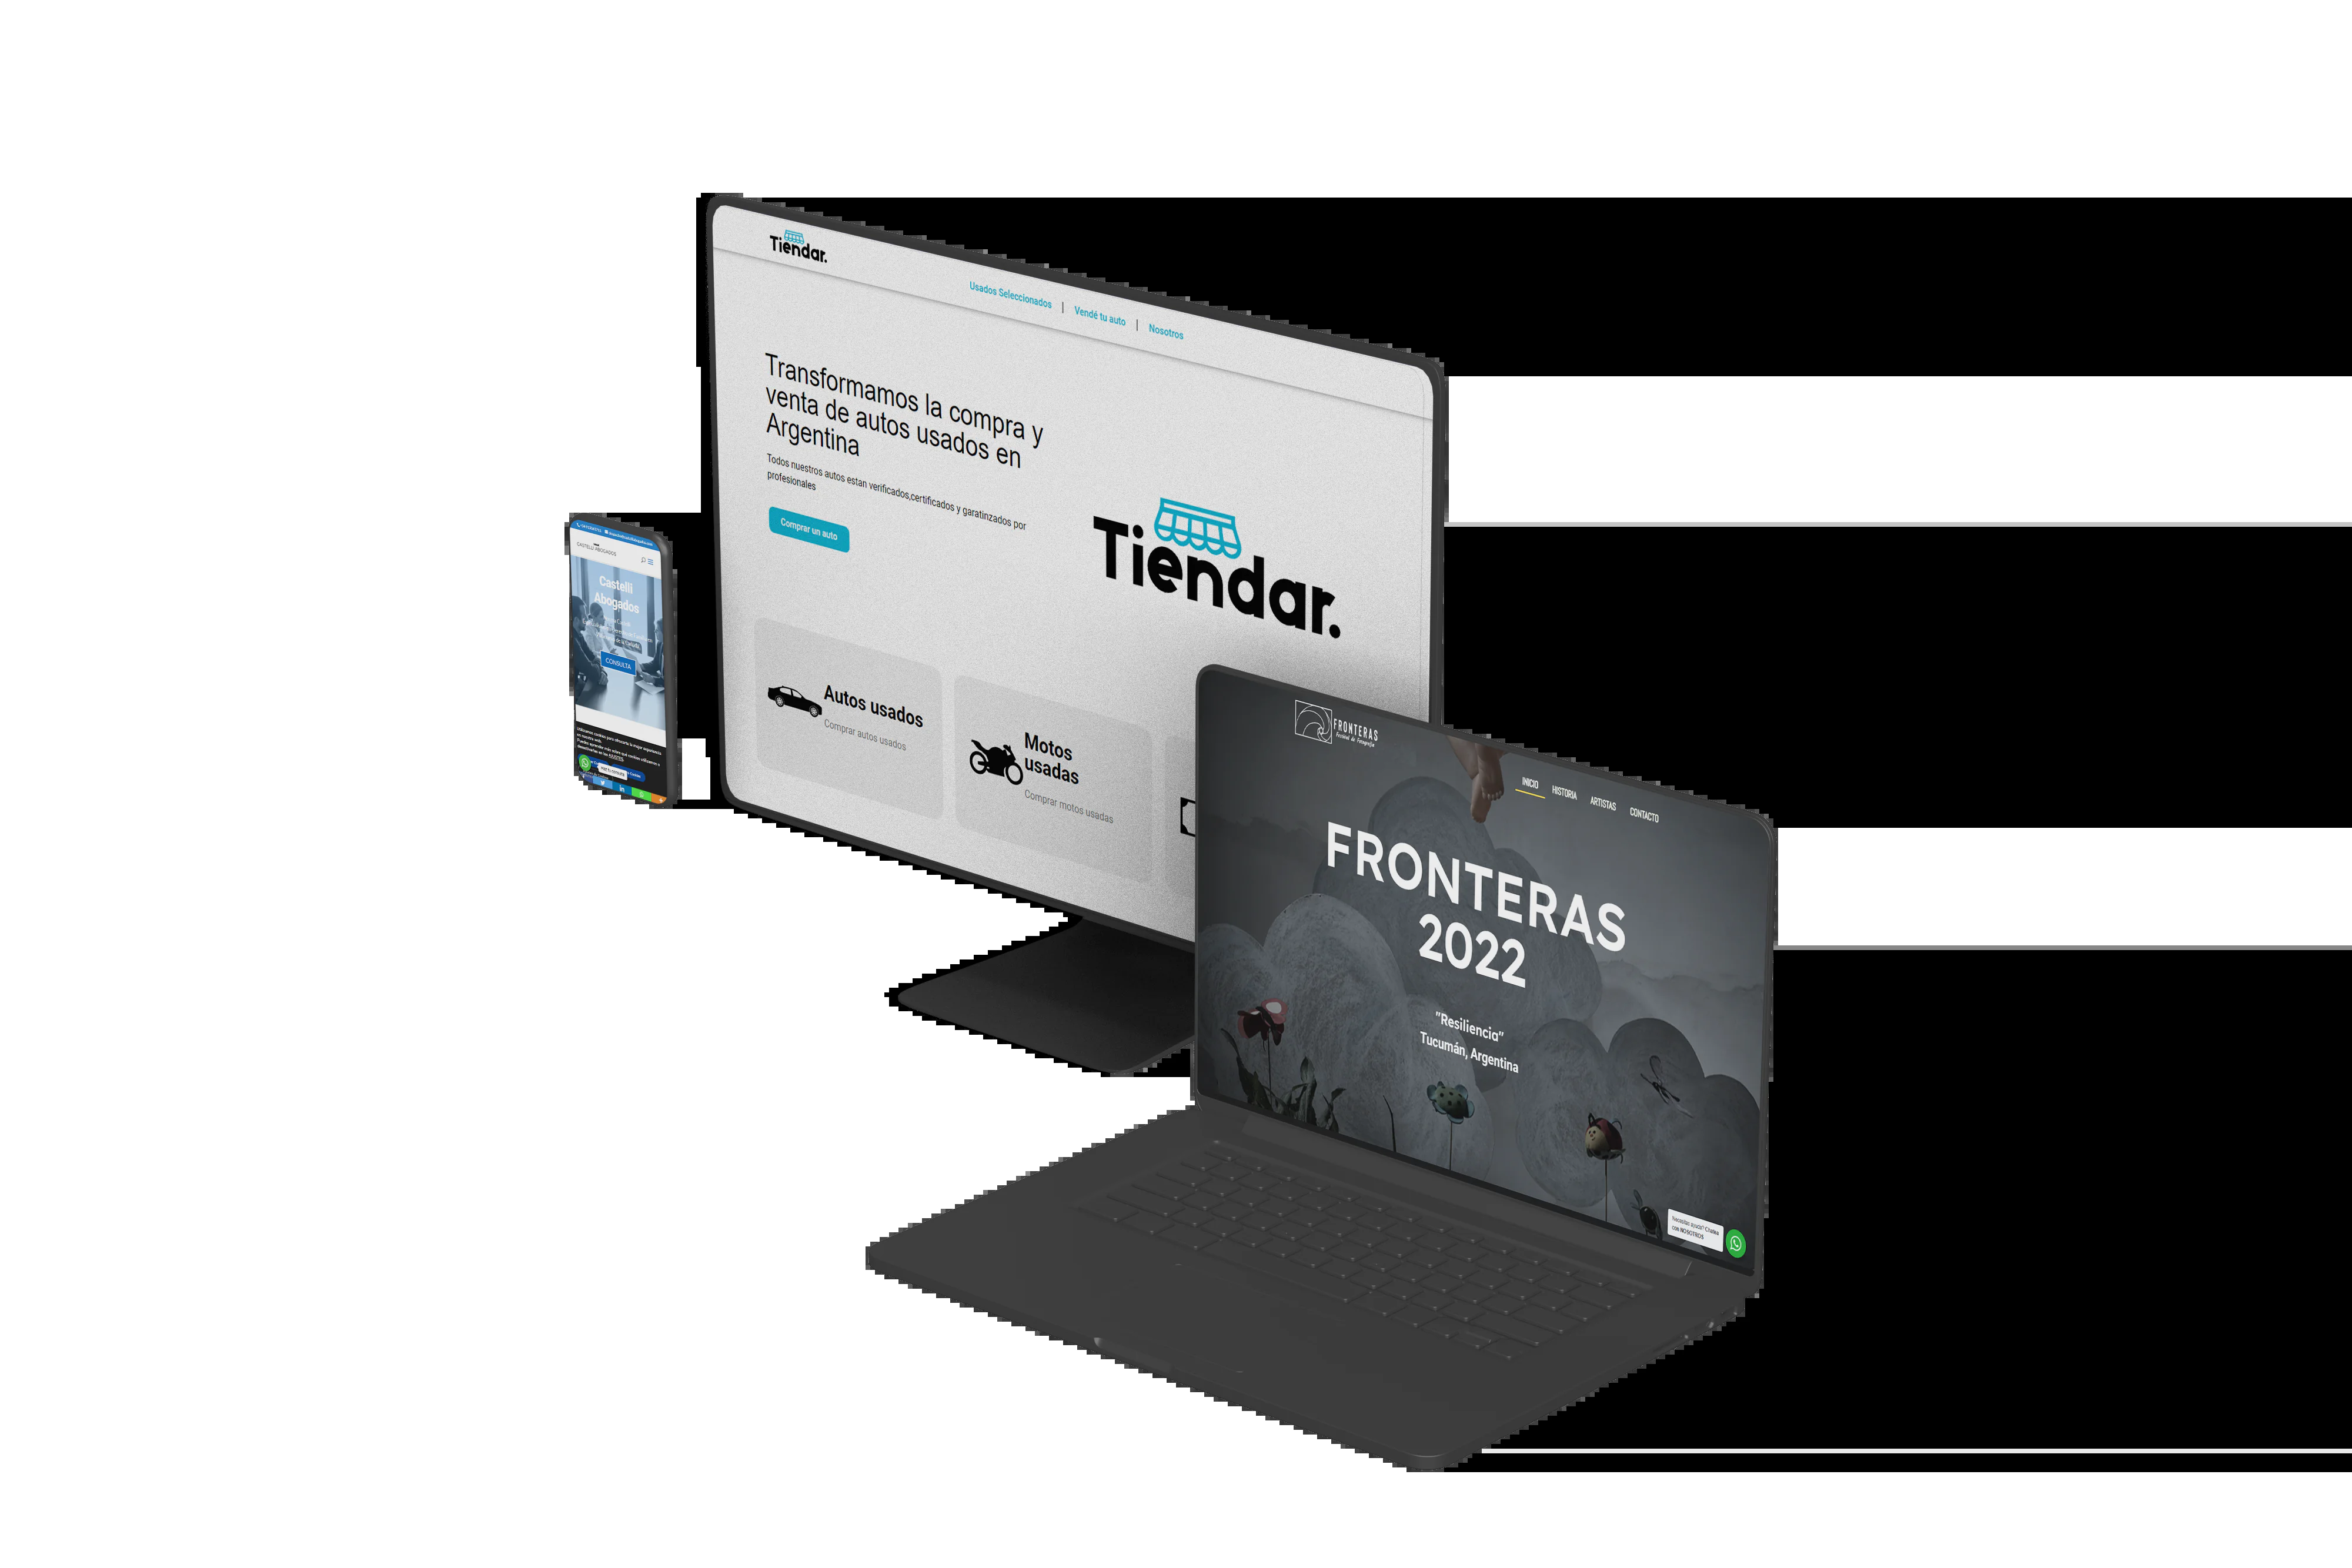 Tiendar.
Usados Seleccionados | Vendé tu auto | Nosotros
Transformamos la compra y
venta de autos usados en
Argentina
Todos nuestros autos estan verificados,certificados y garatinzados por
profesionales
Comprar un auto
Tiendar.
Autos usados
Comprar autos usados
Motos
usadas
Comprar motos usadas
CASTELLI ABOGADOS
Castelli
Abogados
CONSULTA
FRONTERAS
Festival de Fotografía
INICIO HISTORIA ARTISTAS CONTACTO
FRONTERAS
2022
"Resiliencia"
Tucumán, Argentina
Necesitas ayuda? Chatea
con NOSOTROS